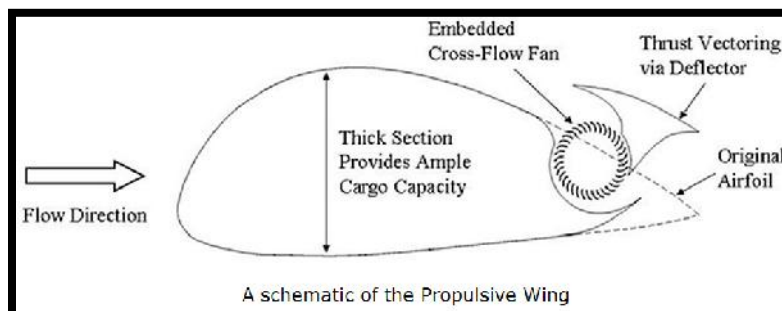 Embedded
Cross-Flow Fan
Thrust Vectoring
via Deflector
Thick Section
Provides Ample
Cargo Capacity
Original
Airfoil
Flow Direction
A schematic of the Propulsive Wing